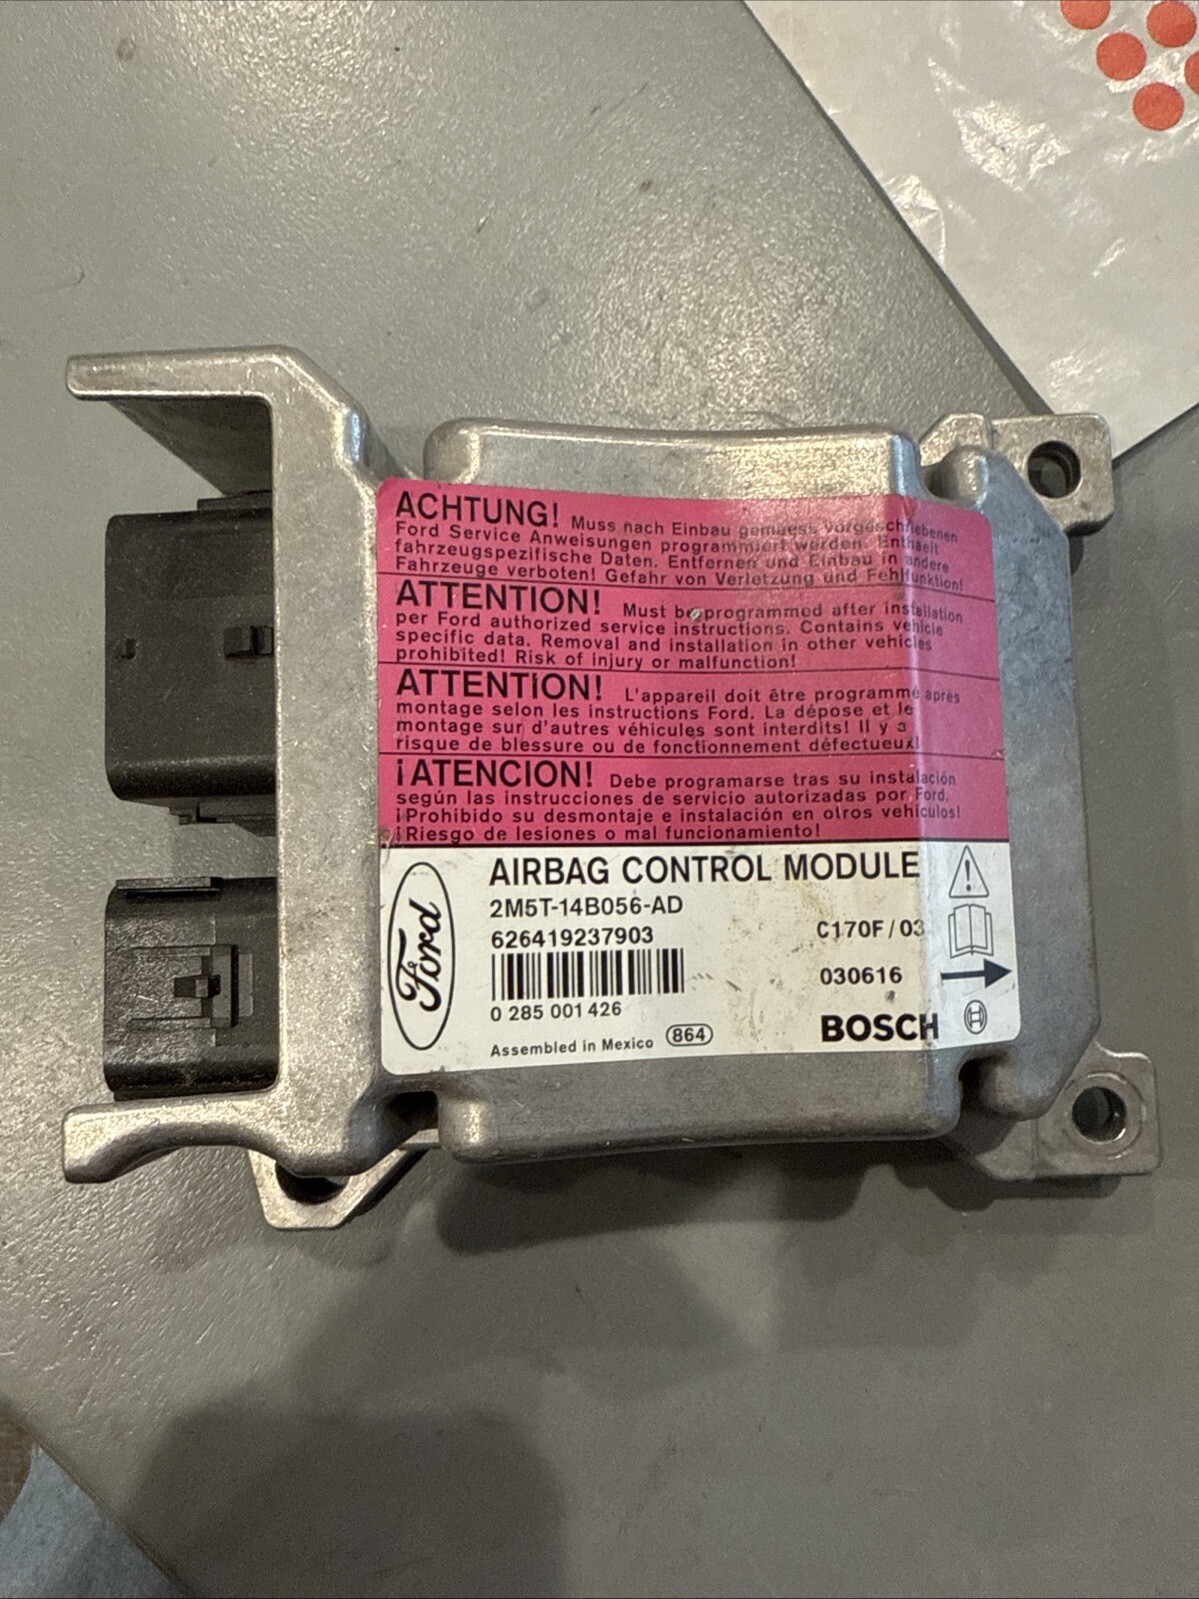 ACHTUNG! Muss nach Einbau gemaess vorgeschriebenen
Ford Service Anweisungen programmiert werden. Enthaelt
fahrzeugspezifische Daten. Entfernen und Einbau in andere
Fahrzeuge verboten! Gefahr von Verletzung und Fehlfunktion!
ATTENTION! Must be programmed after installation
per Ford authorized service instructions. Contains vehicle
specific data. Removal and installation in other vehicles
prohibited! Risk of injury or malfunction!
ATTENTION! L'appareil doit être programmé après
montage selon les instructions Ford. La dépose et le
montage sur d'autres véhicules sont interdits! Il y a
risque de blessure ou de fonctionnement défectueux!
¡ATENCION! Debe programarse tras su instalación
según las instrucciones de servicio autorizadas por Ford.
¡Prohibido su desmontaje e instalación en otros vehículos!
¡Riesgo de lesiones o mal funcionamiento!
Ford
AIRBAG CONTROL MODULE
2M5T-14B056-AD
626419237903 C170F/03
030616
0 285 001 426
Assembled in Mexico 864 BOSCH